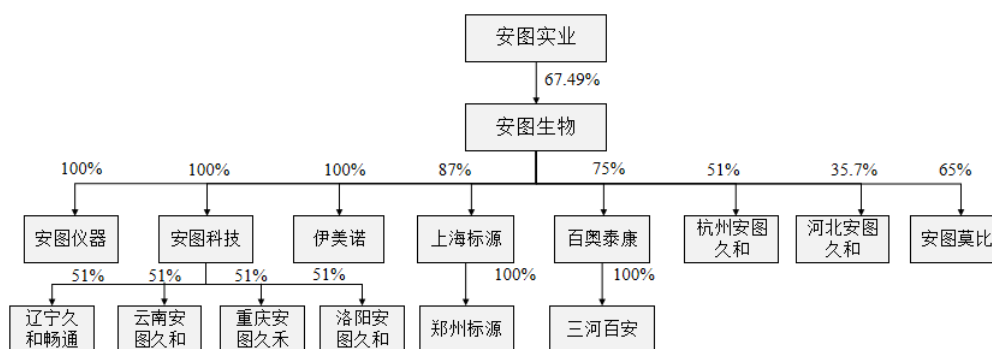 安图实业
67.49%
安图生物
100%
100%
100%
87%
75%
51%
35.7%
65%
安图仪器
安图科技
伊美诺
上海标源
百奥泰康
杭州安图
久和
河北安图
久和
安图莫比
51%
51%
51%
51%
100%
100%
辽宁久
和畅通
云南安
图久和
重庆安
图久禾
洛阳安
图久和
郑州标源
三河百安